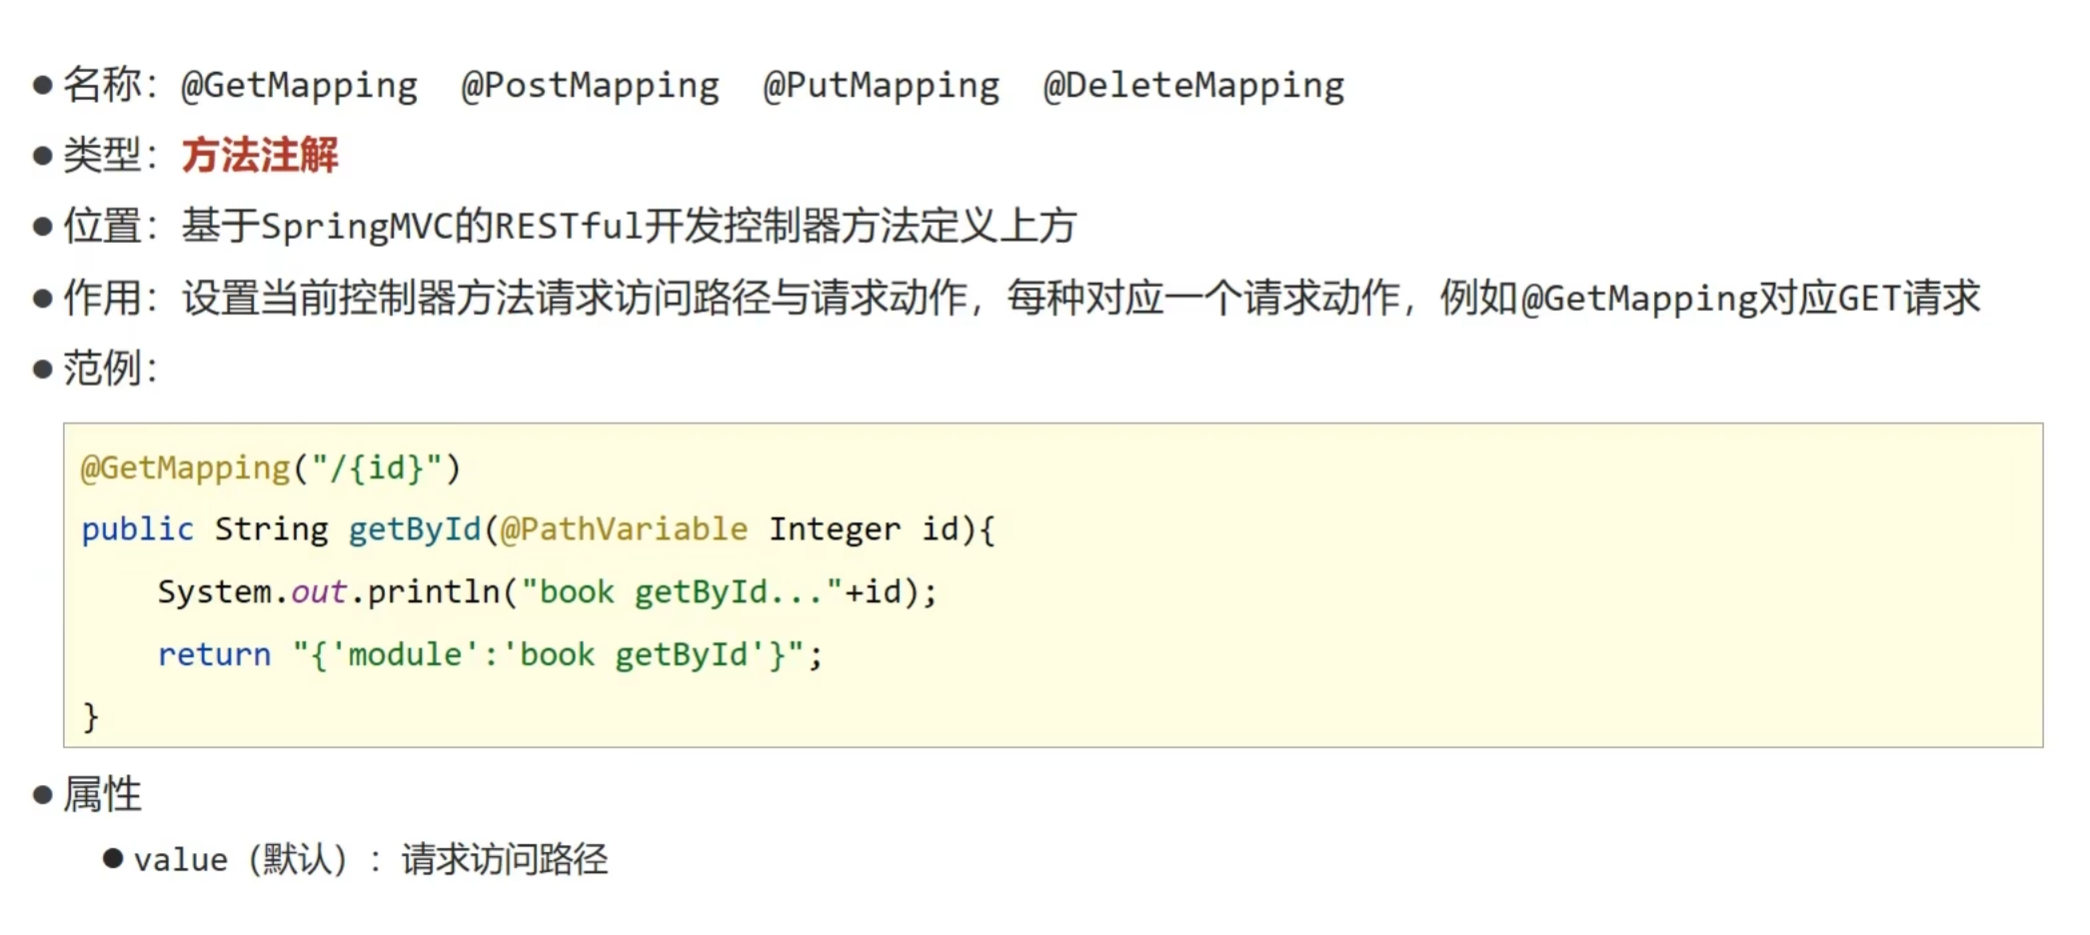 ● 名称：@GetMapping @PostMapping @PutMapping @DeleteMapping
● 类型：方法注解
● 位置：基于SpringMVC的RESTful开发控制器方法定义上方
● 作用：设置当前控制器方法请求访问路径与请求动作，每种对应一个请求动作，例如@GetMapping对应GET请求
● 范例：
@GetMapping("/{id}")
public String getById(@PathVariable Integer id){
    System.out.println("book getById..."+id);
    return "{'module':'book getById'}";
}
● 属性
● value（默认）：请求访问路径